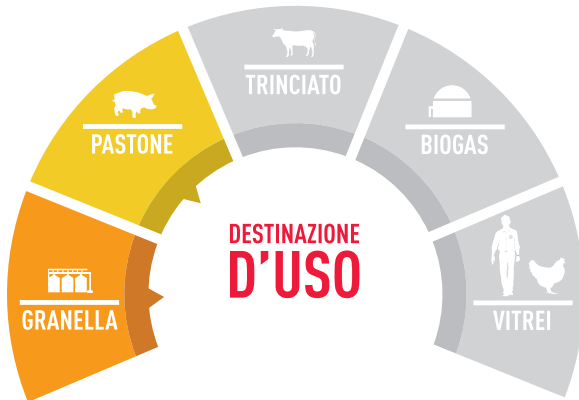 GRANELLA
PASTONE
TRINCIATO
BIOGAS
VITREI
DESTINAZIONE
D'USO